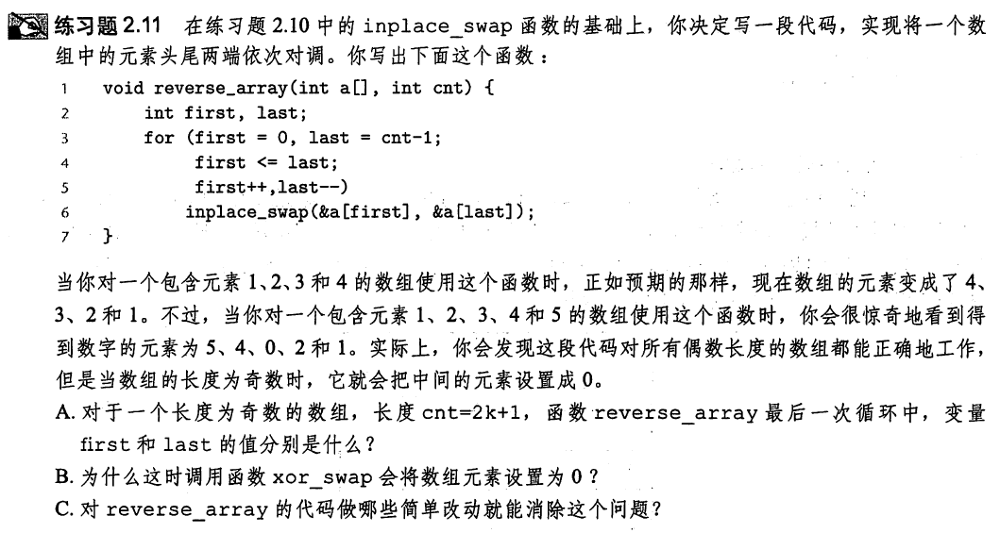 练习题 2.11 在练习题 2.10 中的 inplace_swap 函数的基础上，你决定写一段代码，实现将一个数
组中的元素头尾两端依次对调。你写出下面这个函数：
1 void reverse_array(int a[], int cnt) {
2 int first, last;
3 for (first = 0, last = cnt-1;
4 first <= last;
5 first++,last--)
6 inplace_swap(&a[first], &a[last]);
7 }
当你对一个包含元素 1、2、3 和 4 的数组使用这个函数时，正如预期的那样，现在数组的元素变成了 4、
3、2 和 1。不过，当你对一个包含元素 1、2、3、4 和 5 的数组使用这个函数时，你会很惊奇地看到得
到数字的元素为 5、4、0、2 和 1。实际上，你会发现这段代码对所有偶数长度的数组都能正确地工作，
但是当数组的长度为奇数时，它就会把中间的元素设置成 0。
A. 对于一个长度为奇数的数组，长度 cnt=2k+1，函数 reverse_array 最后一次循环中，变量
first 和 last 的值分别是什么？
B. 为什么这时调用函数 xor_swap 会将数组元素设置为 0？
C. 对 reverse_array 的代码做哪些简单改动就能消除这个问题？